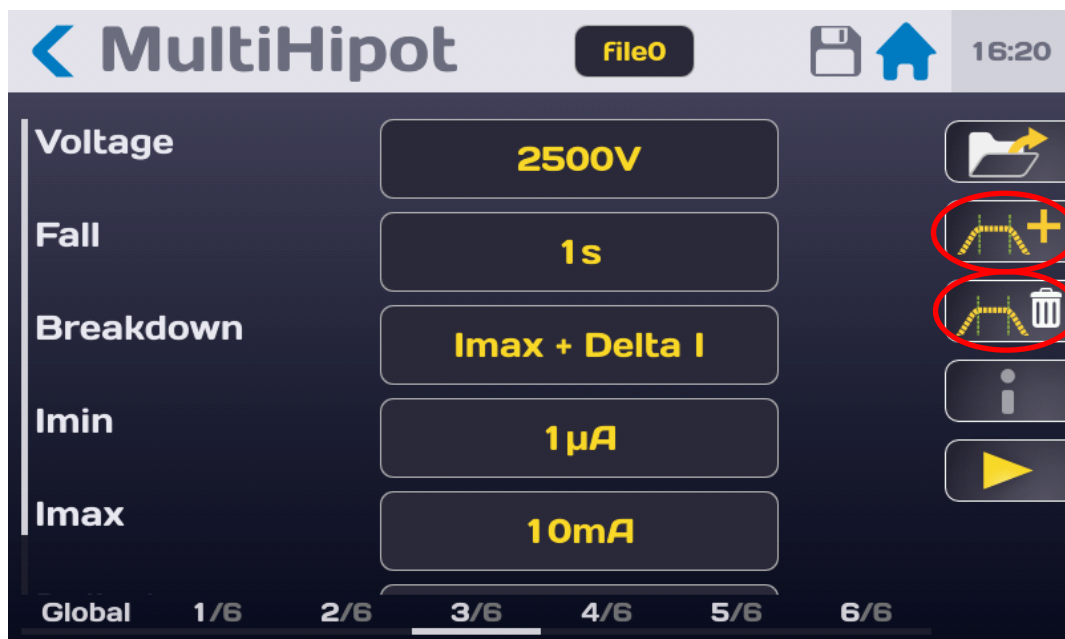 MultiHipot file0 16:20
Voltage 2500V
Fall 1s
Breakdown Imax + Delta I
Imin 1µA
Imax 10mA
Global 1/6 2/6 3/6 4/6 5/6 6/6